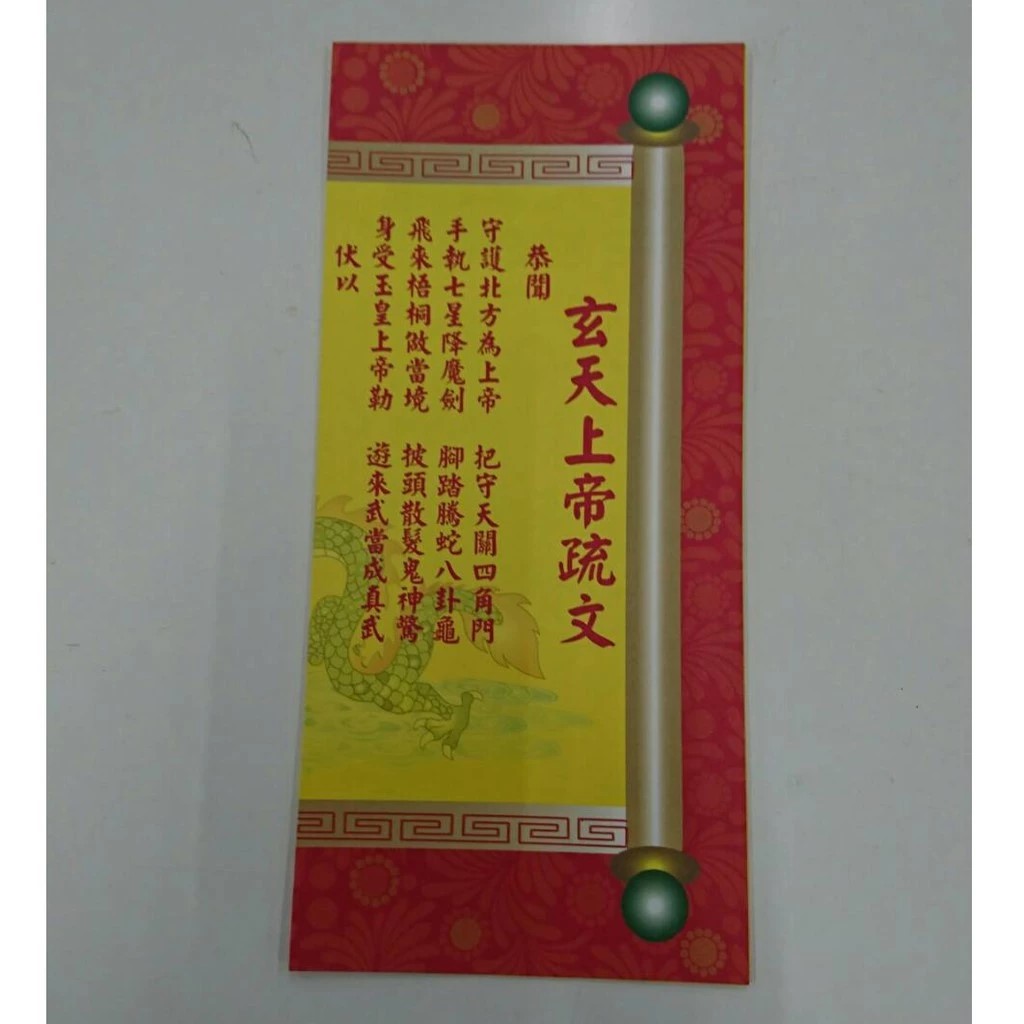 玄天上帝疏文
恭聞
守護北方為上帝 把守天關四角門
手執七星降魔劍 腳踏騰蛇八卦龜
飛來梧桐倣當境 披頭散髮鬼神驚
身受玉皇上帝勒 遊來武當成真武
伏以